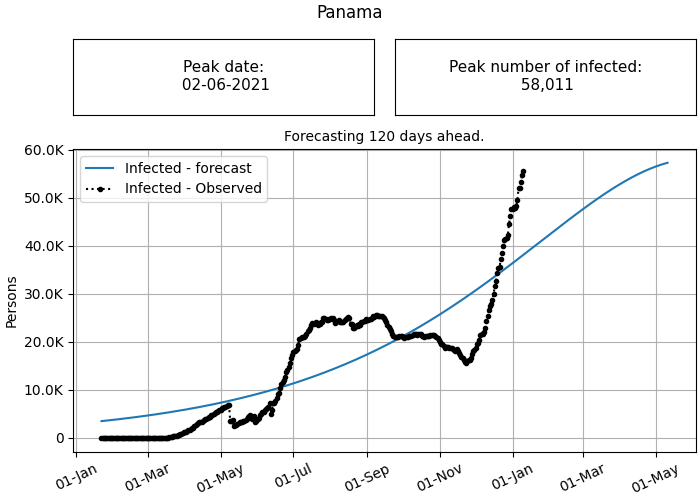 Panama
Peak date:
02-06-2021
Peak number of infected:
58,011
Forecasting 120 days ahead.
Infected - forecast
Infected - Observed
60.0K
50.0K
40.0K
30.0K
20.0K
10.0K
0
Persons
01-Jan
01-Mar
01-May
01-Jul
01-Sep
01-Nov
01-Jan
01-Mar
01-May